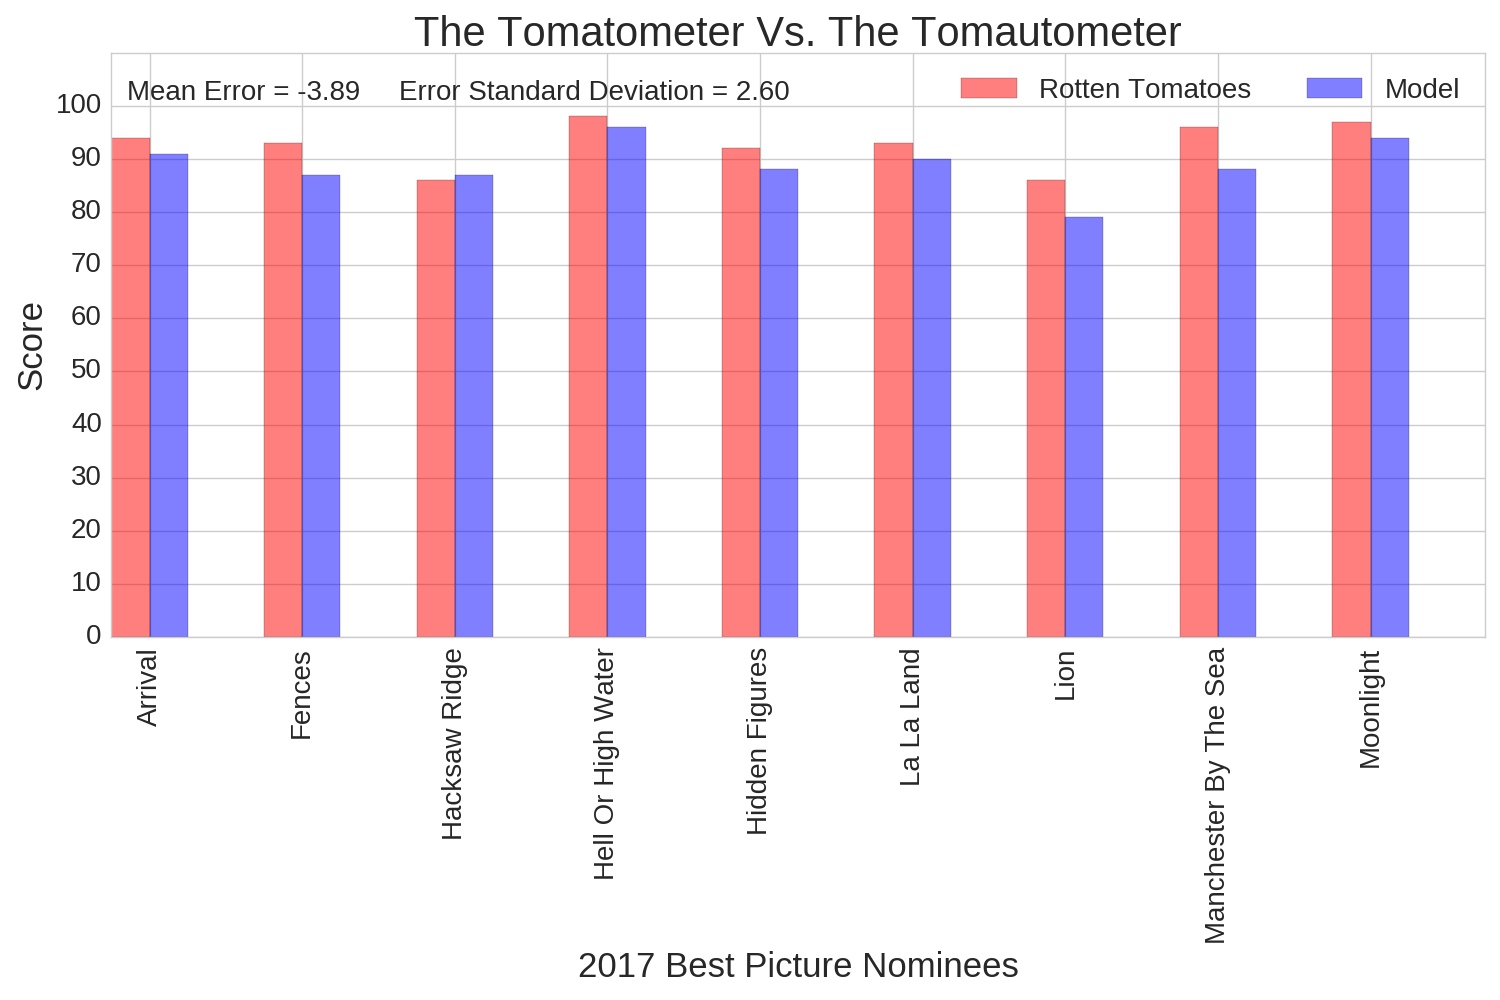 The Tomatometer Vs. The Tomautometer
Mean Error = -3.89 Error Standard Deviation = 2.60
Rotten Tomatoes
Model
Score
100
90
80
70
60
50
40
30
20
10
0
Arrival
Fences
Hacksaw Ridge
Hell Or High Water
Hidden Figures
La La Land
Lion
Manchester By The Sea
Moonlight
2017 Best Picture Nominees